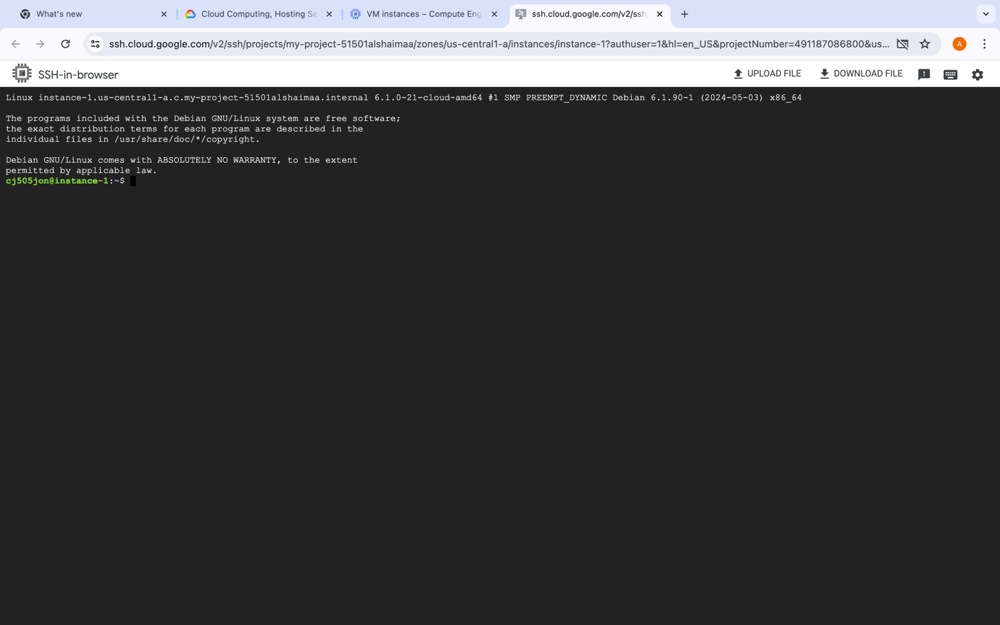 What's new
Cloud Computing, Hosting Se
VM instances – Compute Eng
ssh.cloud.google.com/v2/ssh
ssh.cloud.google.com/v2/ssh/projects/my-project-51501alshaimaa/zones/us-central1-a/instances/instance-1?authuser=1&hl=en_US&projectNumber=491187086800&us...
A
SSH-in-browser
UPLOAD FILE
DOWNLOAD FILE
Linux instance-1.us-central1-a.c.my-project-51501alshaimaa.internal 6.1.0-21-cloud-amd64 #1 SMP PREEMPT_DYNAMIC Debian 6.1.90-1 (2024-05-03) x86_64
The programs included with the Debian GNU/Linux system are free software;
the exact distribution terms for each program are described in the
individual files in /usr/share/doc/*/copyright.
Debian GNU/Linux comes with ABSOLUTELY NO WARRANTY, to the extent
permitted by applicable law.
cj505jon@instance-1:~$